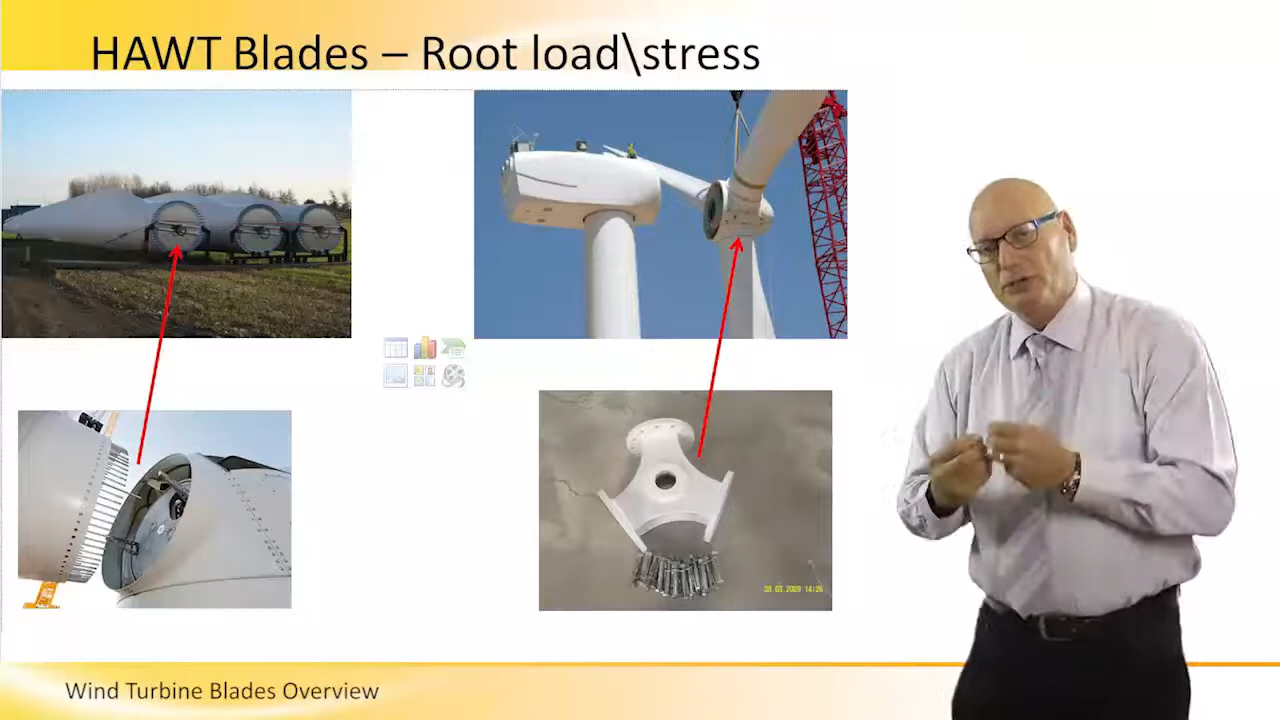 HAWT Blades – Root load\stress
20.03.2009 14:26
Wind Turbine Blades Overview